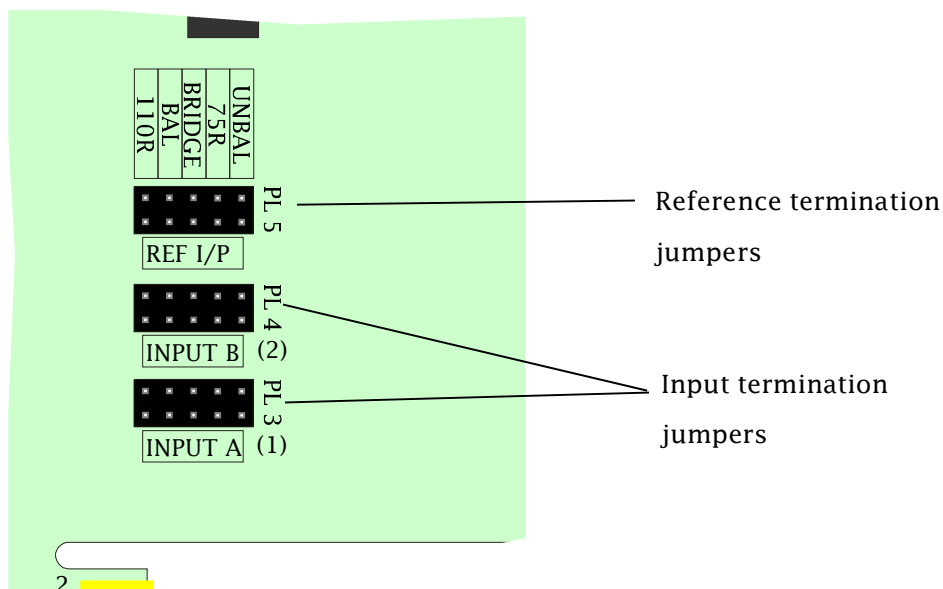 110R
BAL
BRIDGE
75R
UNBAL
PL 5
REF I/P
PL 4
INPUT B (2)
PL 3
INPUT A (1)
2
Reference termination
jumpers
Input termination
jumpers